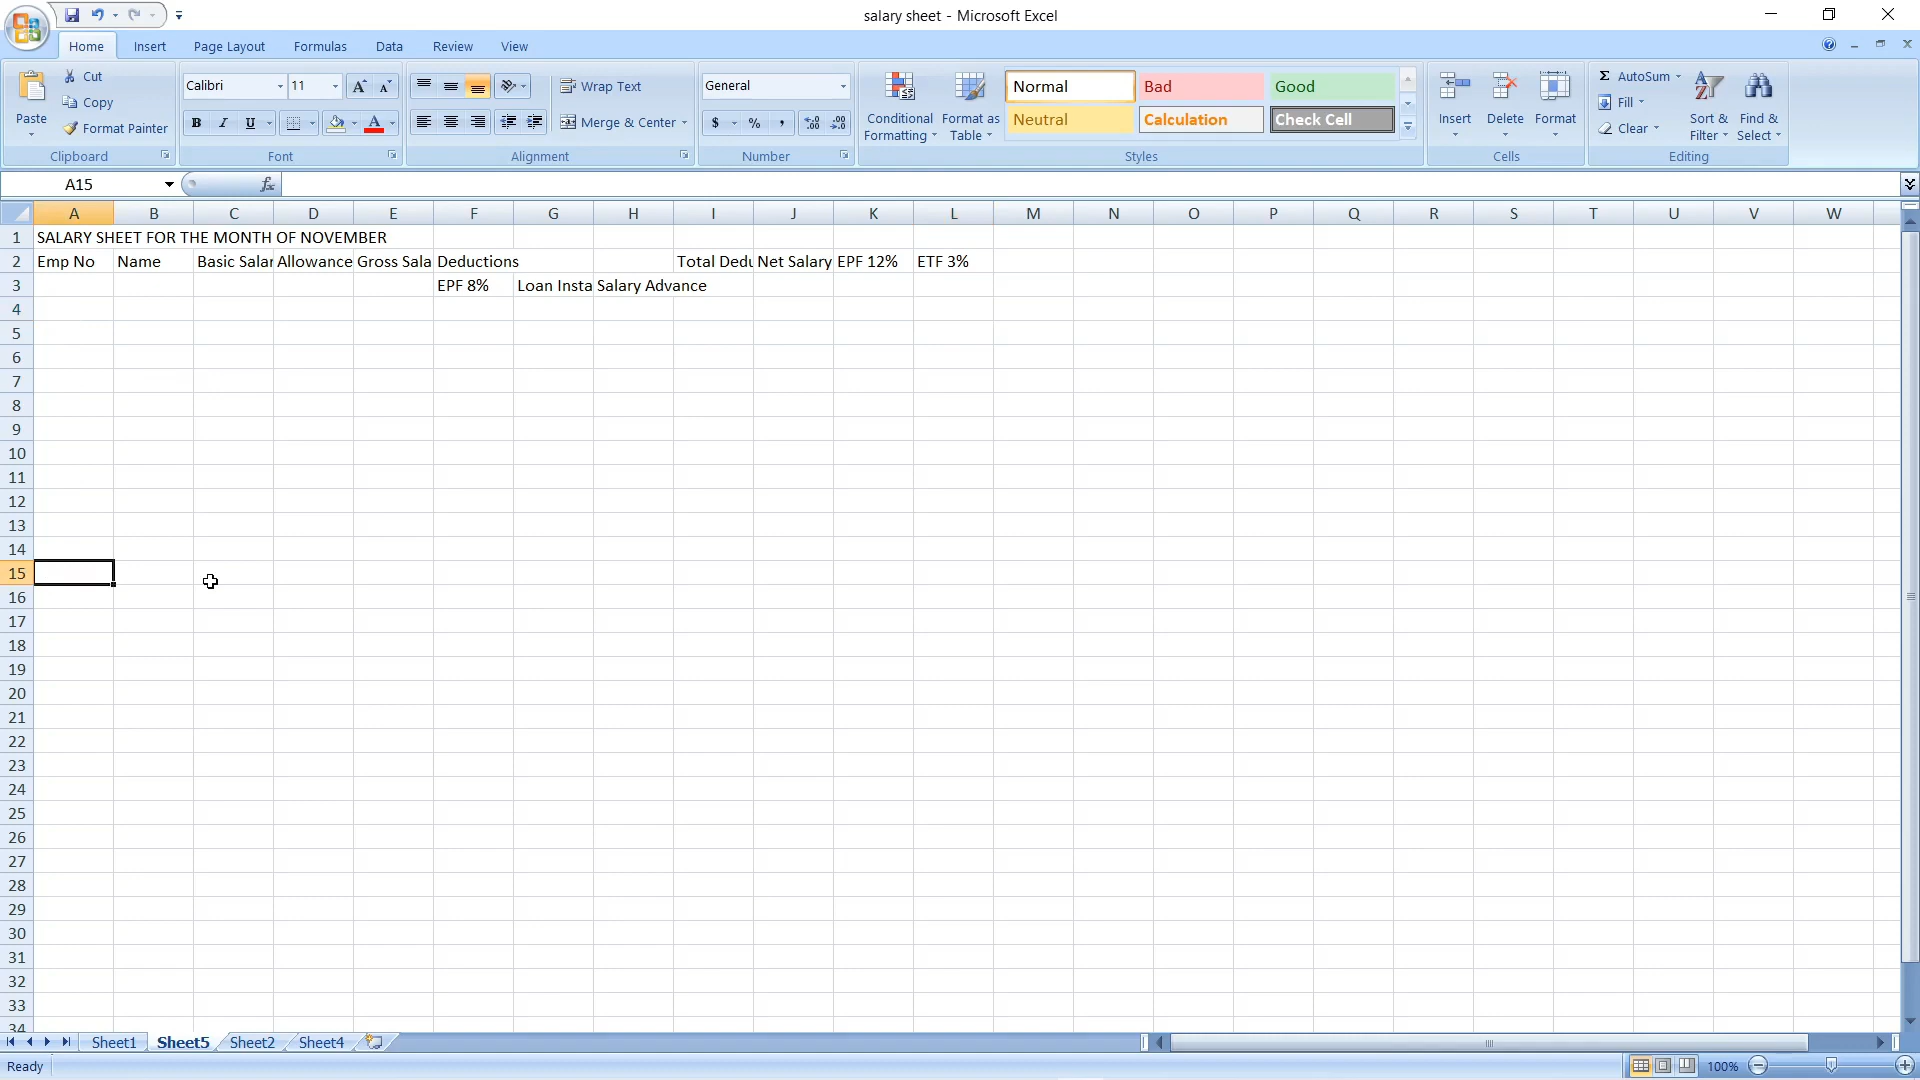 salary sheet - Microsoft Excel
Home Insert Page Layout Formulas Data Review View
Paste Cut Copy Format Painter Clipboard
Calibri 11 B I U A Font
Wrap Text Merge & Center Alignment
General $ % , Number
Conditional Formatting Format as Table Normal Bad Good Neutral Calculation Check Cell Styles
Insert Delete Format Cells
Σ AutoSum Fill Clear Sort & Filter Find & Select Editing
A15 fx
A B C D E F G H I J K L M N O P Q R S T U V W
1 SALARY SHEET FOR THE MONTH OF NOVEMBER
2 Emp No Name Basic Salar Allowance Gross Sala Deductions Total Dedu Net Salary EPF 12% ETF 3%
3 EPF 8% Loan Insta Salary Advance
4
5
6
7
8
9
10
11
12
13
14
15
16
17
18
19
20
21
22
23
24
25
26
27
28
29
30
31
32
33
34
Sheet1 Sheet5 Sheet2 Sheet4
Ready 100%